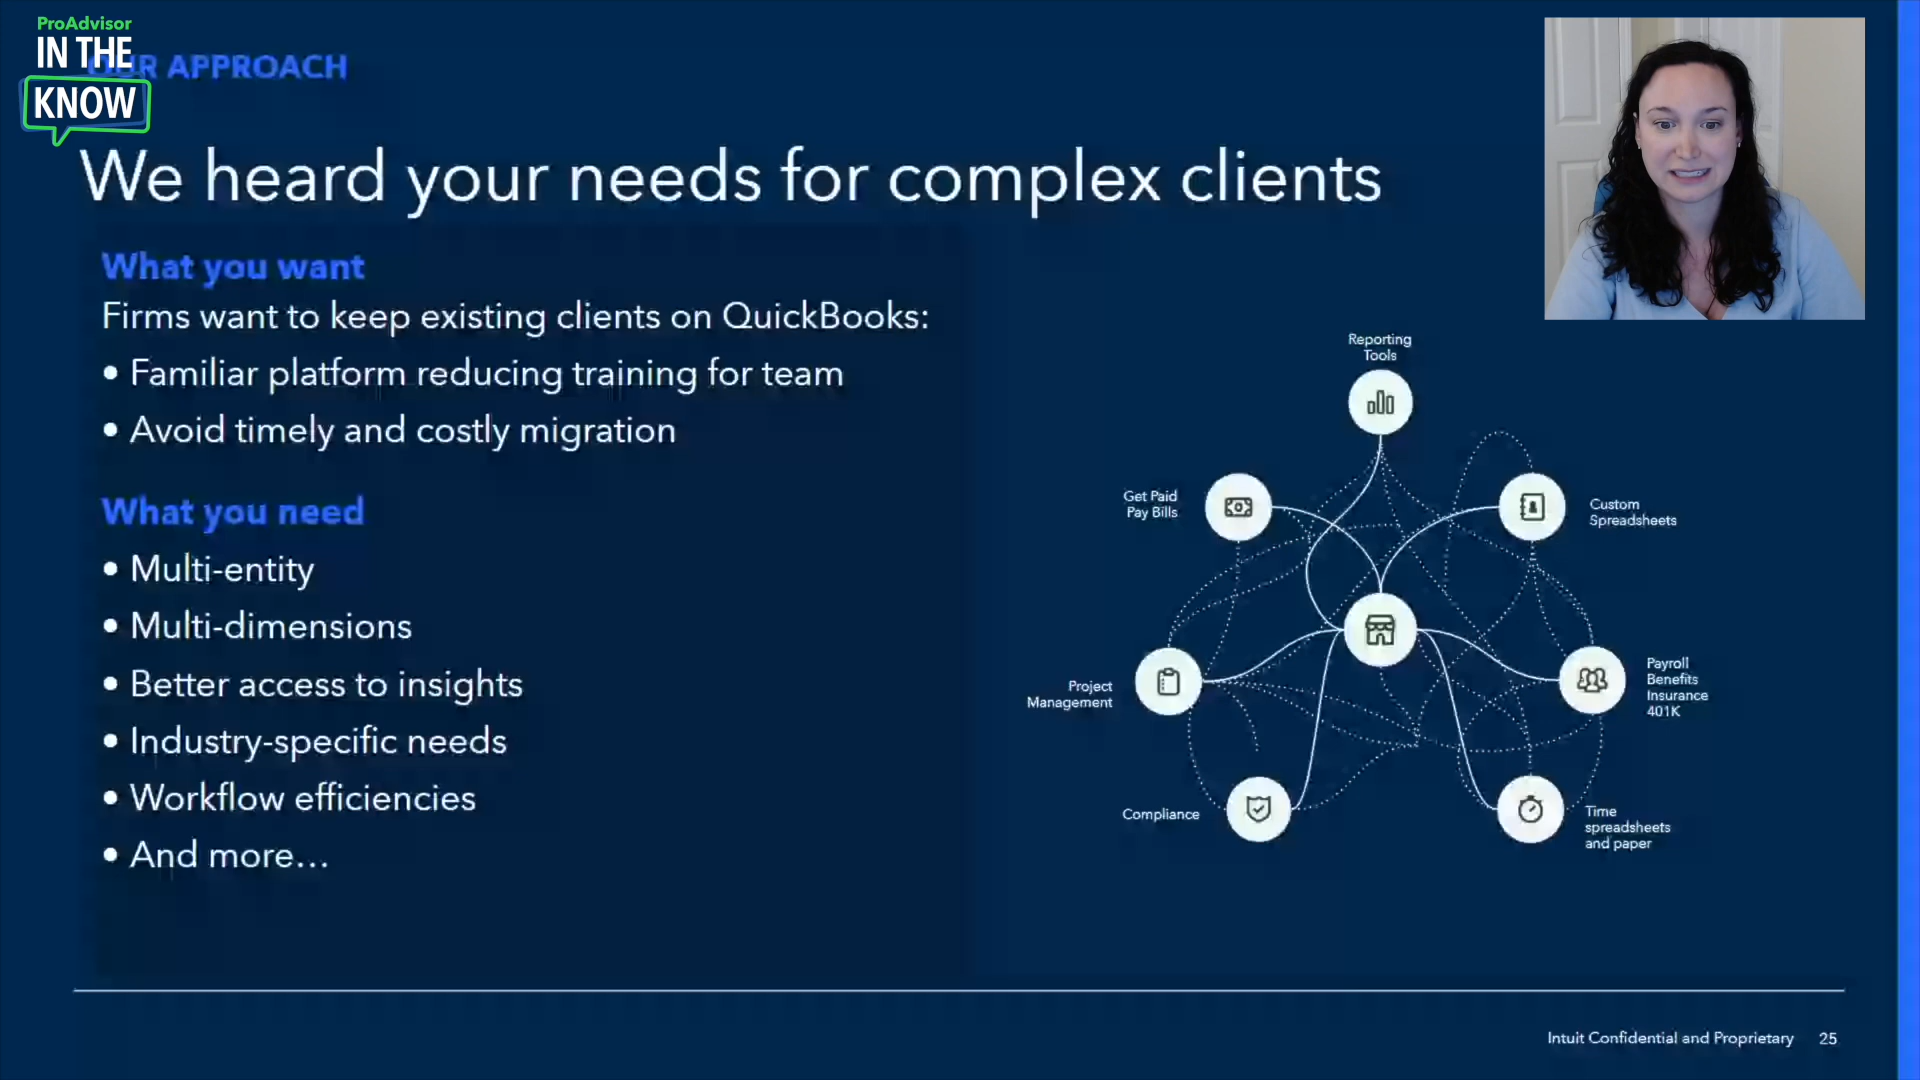 ProAdvisor
IN THE
KNOW
OUR APPROACH
We heard your needs for complex clients
What you want
Firms want to keep existing clients on QuickBooks:
• Familiar platform reducing training for team
• Avoid timely and costly migration
What you need
• Multi-entity
• Multi-dimensions
• Better access to insights
• Industry-specific needs
• Workflow efficiencies
• And more...
Reporting
Tools
Get Paid
Pay Bills
Custom
Spreadsheets
Project
Management
Payroll
Benefits
Insurance
401K
Compliance
Time
spreadsheets
and paper
Intuit Confidential and Proprietary 25